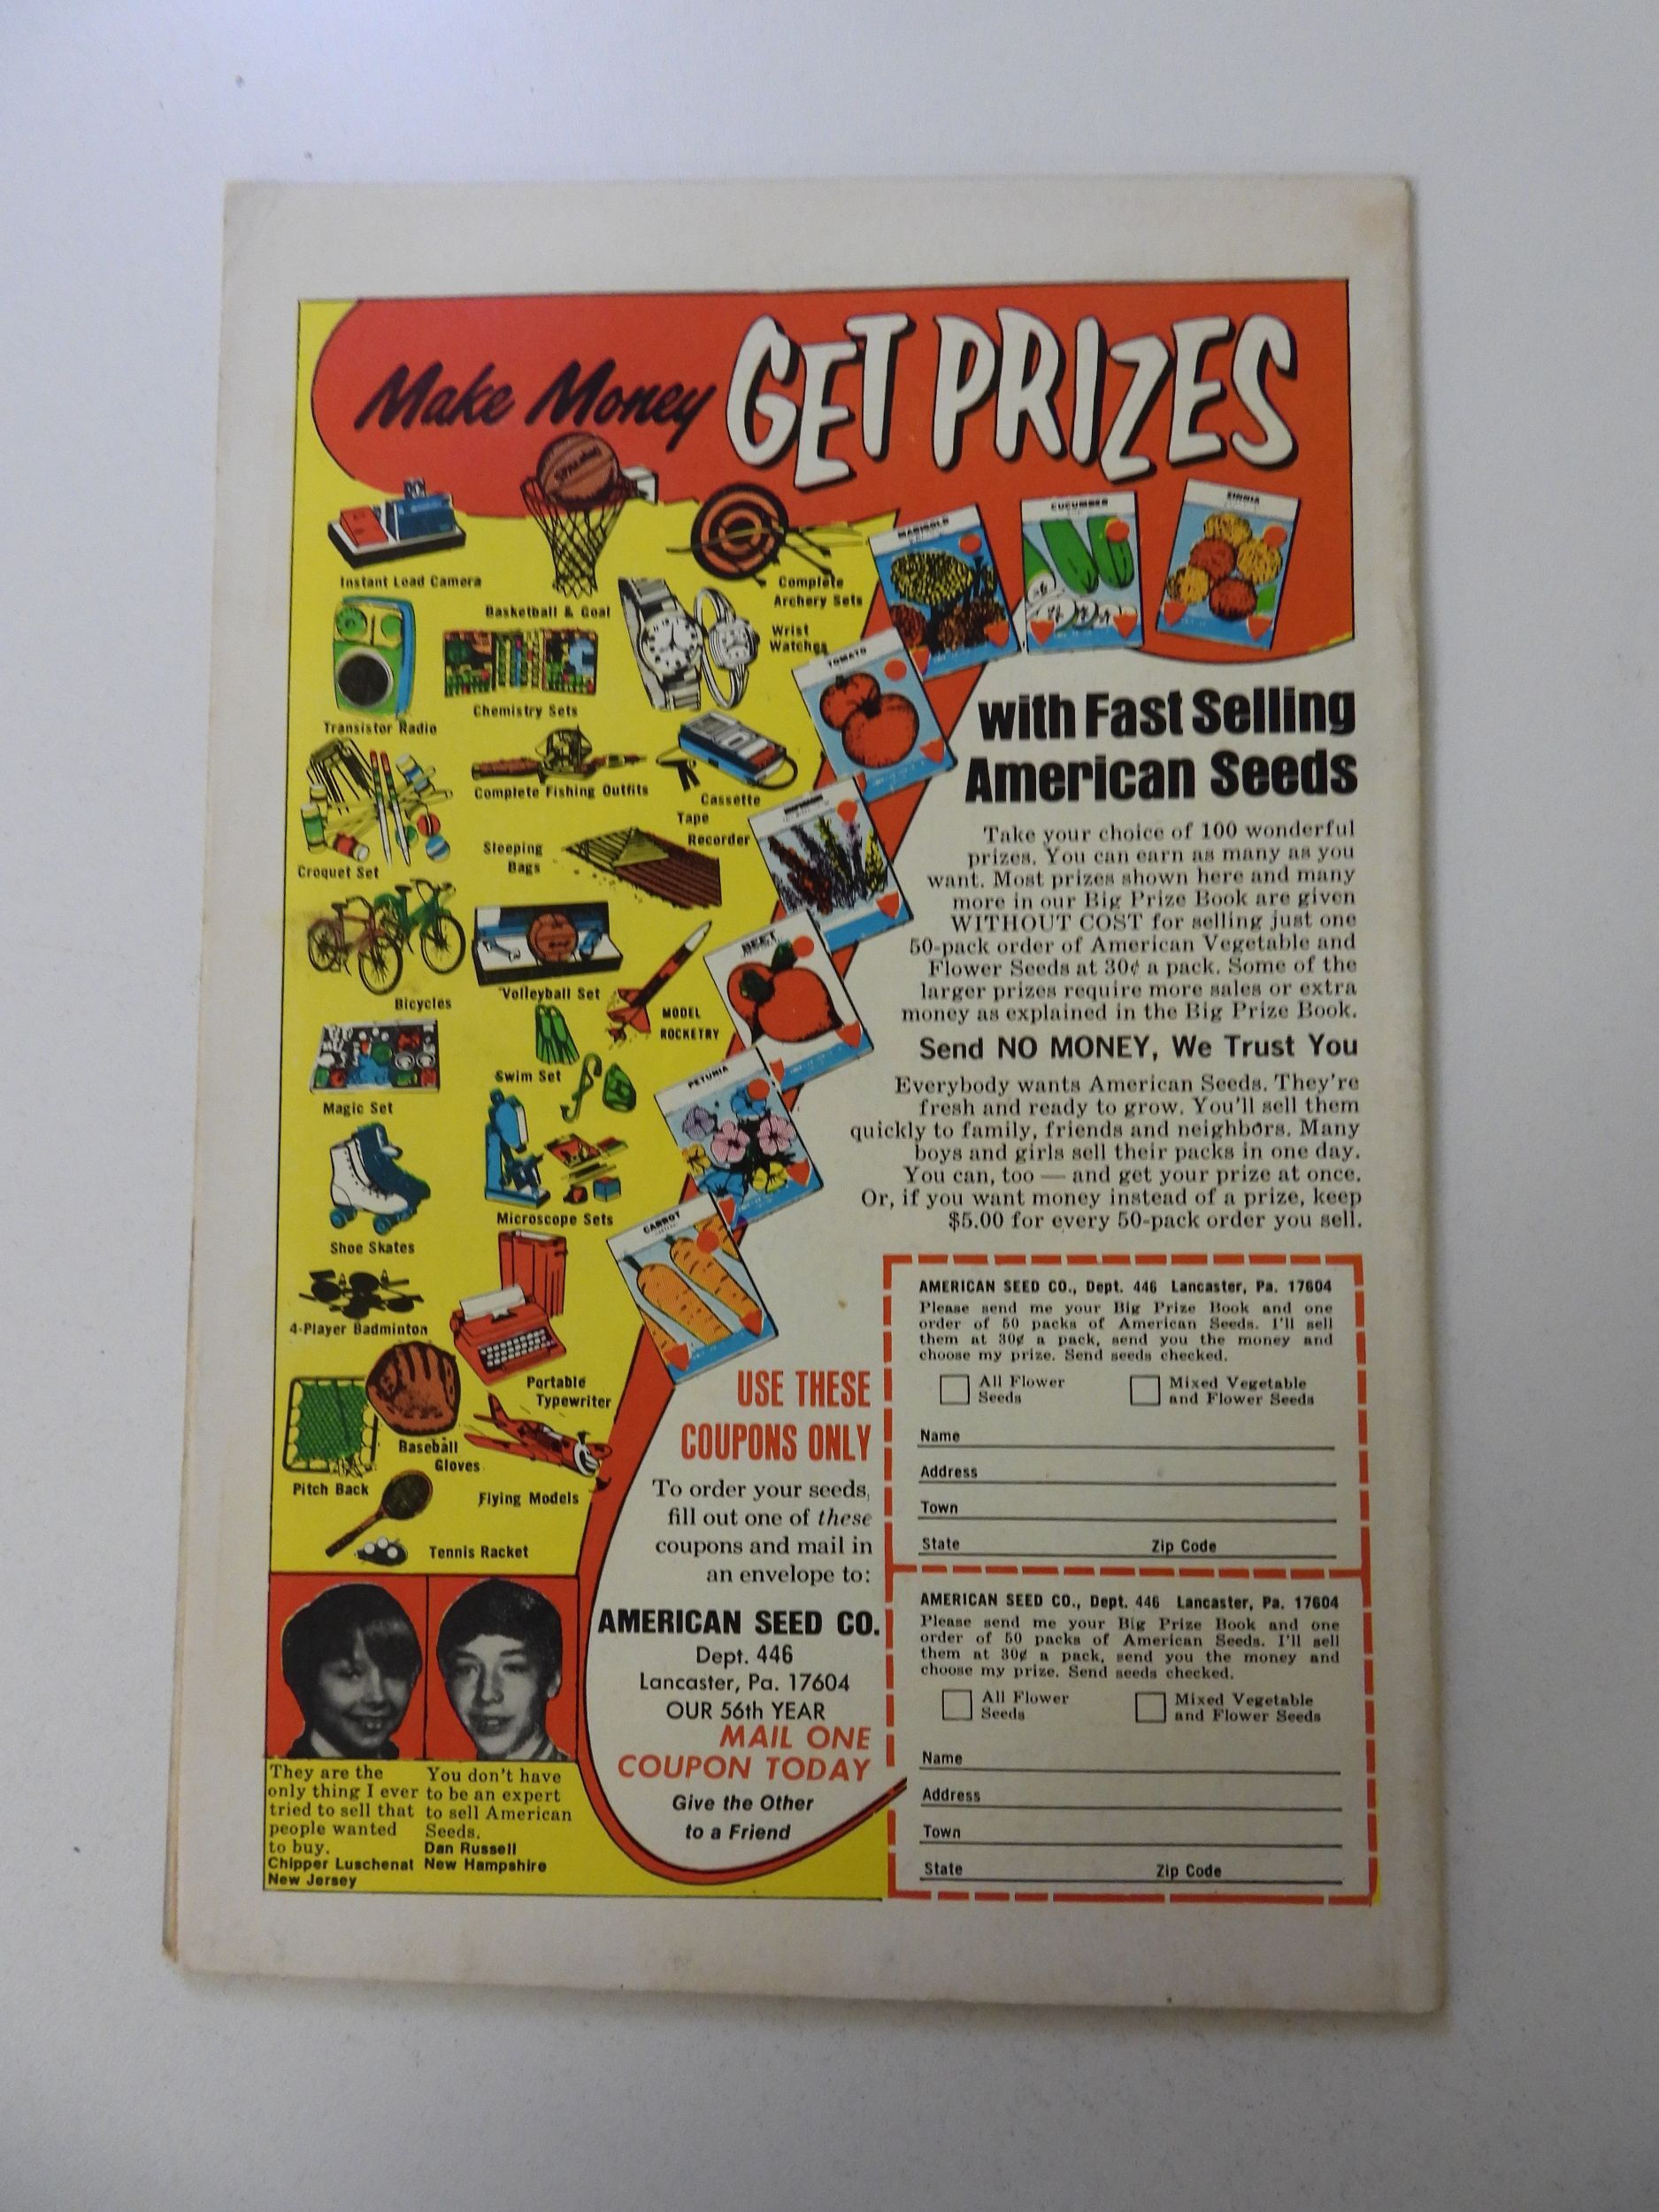 Make Money GET PRIZES
SPALDING
Instant Load Camera
Basketball & Goal
Complete
Archery Sets
Wrist
Watches
Transistor Radio
Chemistry Sets
Complete Fishing Outfits
Cassette
Tape
Recorder
Croquet Set
Sleeping
Bags
Bicycles
Volleyball Set
MODEL
ROCKETRY
Magic Set
Swim Set
Shoe Skates
Microscope Sets
4-Player Badminton
Portable
Typewriter
Baseball
Gloves
Pitch Back
Flying Models
Tennis Racket
MARIGOLD
CUCUMBER
ZINNIA
TOMATO
BEET
PETUNIA
CARROT
with Fast Selling
American Seeds
Take your choice of 100 wonderful
prizes. You can earn as many as you
want. Most prizes shown here and many
more in our Big Prize Book are given
WITHOUT COST for selling just one
50-pack order of American Vegetable and
Flower Seeds at 30¢ a pack. Some of the
larger prizes require more sales or extra
money as explained in the Big Prize Book.
Send NO MONEY, We Trust You
Everybody wants American Seeds. They're
fresh and ready to grow. You'll sell them
quickly to family, friends and neighbors. Many
boys and girls sell their packs in one day.
You can, too — and get your prize at once.
Or, if you want money instead of a prize, keep
$5.00 for every 50-pack order you sell.
USE THESE
COUPONS ONLY
To order your seeds,
fill out one of these
coupons and mail in
an envelope to:
AMERICAN SEED CO.
Dept. 446
Lancaster, Pa. 17604
OUR 56th YEAR
MAIL ONE
COUPON TODAY
Give the Other
to a Friend
AMERICAN SEED CO., Dept. 446 Lancaster, Pa. 17604
Please send me your Big Prize Book and one
order of 50 packs of American Seeds. I'll sell
them at 30¢ a pack, send you the money and
choose my prize. Send seeds checked.
All Flower
Seeds
Mixed Vegetable
and Flower Seeds
Name
Address
Town
State Zip Code
AMERICAN SEED CO., Dept. 446 Lancaster, Pa. 17604
Please send me your Big Prize Book and one
order of 50 packs of American Seeds. I'll sell
them at 30¢ a pack, send you the money and
choose my prize. Send seeds checked.
All Flower
Seeds
Mixed Vegetable
and Flower Seeds
Name
Address
Town
State Zip Code
They are the
only thing I ever
tried to sell that
people wanted
to buy.
Chipper Luschenat
New Jersey
You don't have
to be an expert
to sell American
Seeds.
Dan Russell
New Hampshire